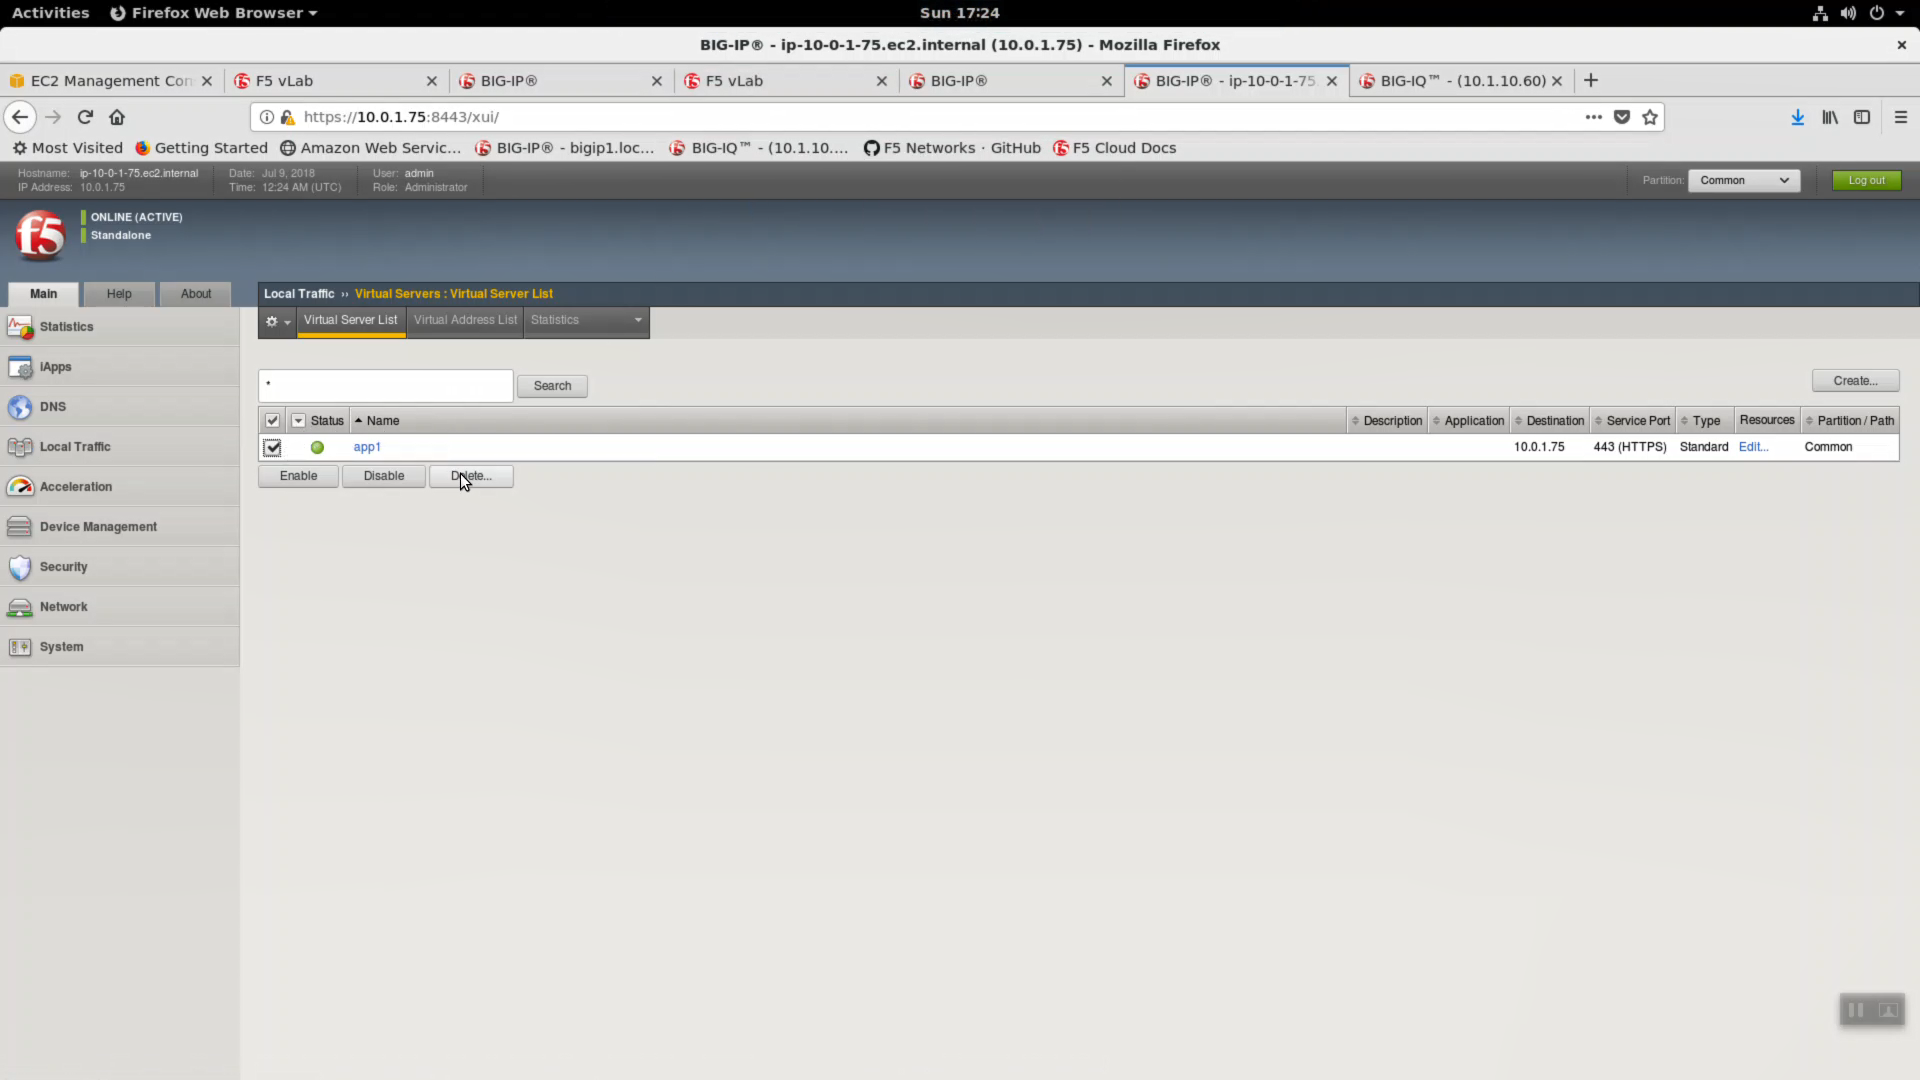 Activities Firefox Web Browser Sun 17:24
BIG-IP® - ip-10-0-1-75.ec2.internal (10.0.1.75) - Mozilla Firefox
EC2 Management Con F5 vLab BIG-IP® F5 vLab BIG-IP® BIG-IP® - ip-10-0-1-75 BIG-IQ™ - (10.1.10.60)
https://10.0.1.75:8443/xui/
Most Visited Getting Started Amazon Web Servic... BIG-IP® - bigip1.loc... BIG-IQ™ - (10.1.10.... F5 Networks · GitHub F5 Cloud Docs
Hostname: ip-10-0-1-75.ec2.internal Date: Jul 9, 2018 User: admin
IP Address: 10.0.1.75 Time: 12:24 AM (UTC) Role: Administrator
Partition: Common Log out
f5 ONLINE (ACTIVE)
Standalone
Main Help About Local Traffic ›› Virtual Servers : Virtual Server List
Virtual Server List Virtual Address List Statistics
Statistics
iApps
DNS
Local Traffic
Acceleration
Device Management
Security
Network
System
* Search Create...
Status Name Description Application Destination Service Port Type Resources Partition / Path
app1 10.0.1.75 443 (HTTPS) Standard Edit... Common
Enable Disable Delete...